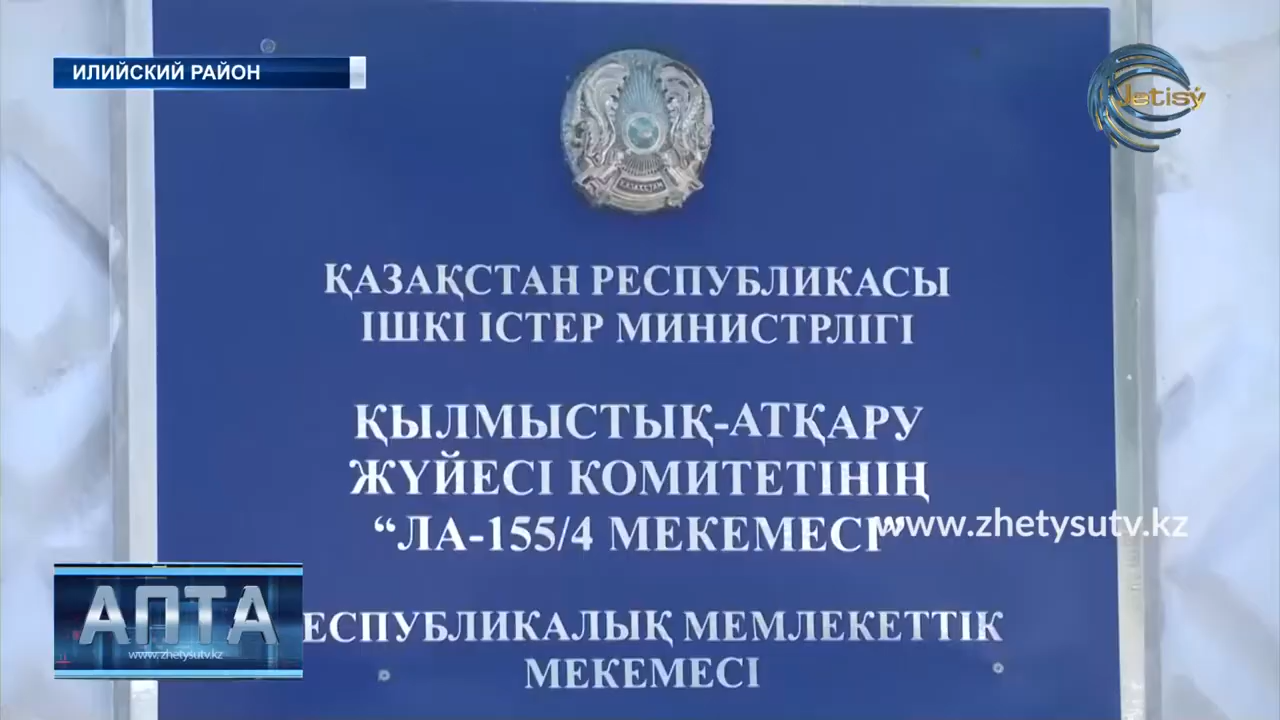 ИЛИЙСКИЙ РАЙОН
Jetisý
ҚАЗАҚСТАН
ҚАЗАҚСТАН РЕСПУБЛИКАСЫ
ІШКІ ІСТЕР МИНИСТРЛІГІ
ҚЫЛМЫСТЫҚ-АТҚАРУ
ЖҮЙЕСІ КОМИТЕТІНІҢ
“ЛА-155/4 МЕКЕМЕСІ”
www.zhetysutv.kz
ЕСПУБЛИКАЛЫҚ МЕМЛЕКЕТТІК
МЕКЕМЕСІ
АПТА
www.zhetysutv.kz